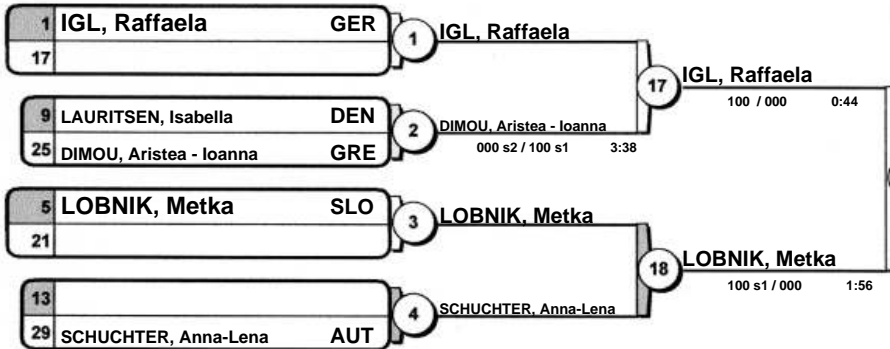 1 IGL, Raffaela GER
17
1 IGL, Raffaela
9 LAURITSEN, Isabella DEN
25 DIMOU, Aristea - Ioanna GRE
2 DIMOU, Aristea - Ioanna
000 s2 / 100 s1 3:38
17 IGL, Raffaela
100 / 000 0:44
5 LOBNIK, Metka SLO
21
3 LOBNIK, Metka
13
29 SCHUCHTER, Anna-Lena AUT
4 SCHUCHTER, Anna-Lena
18 LOBNIK, Metka
100 s1 / 000 1:56